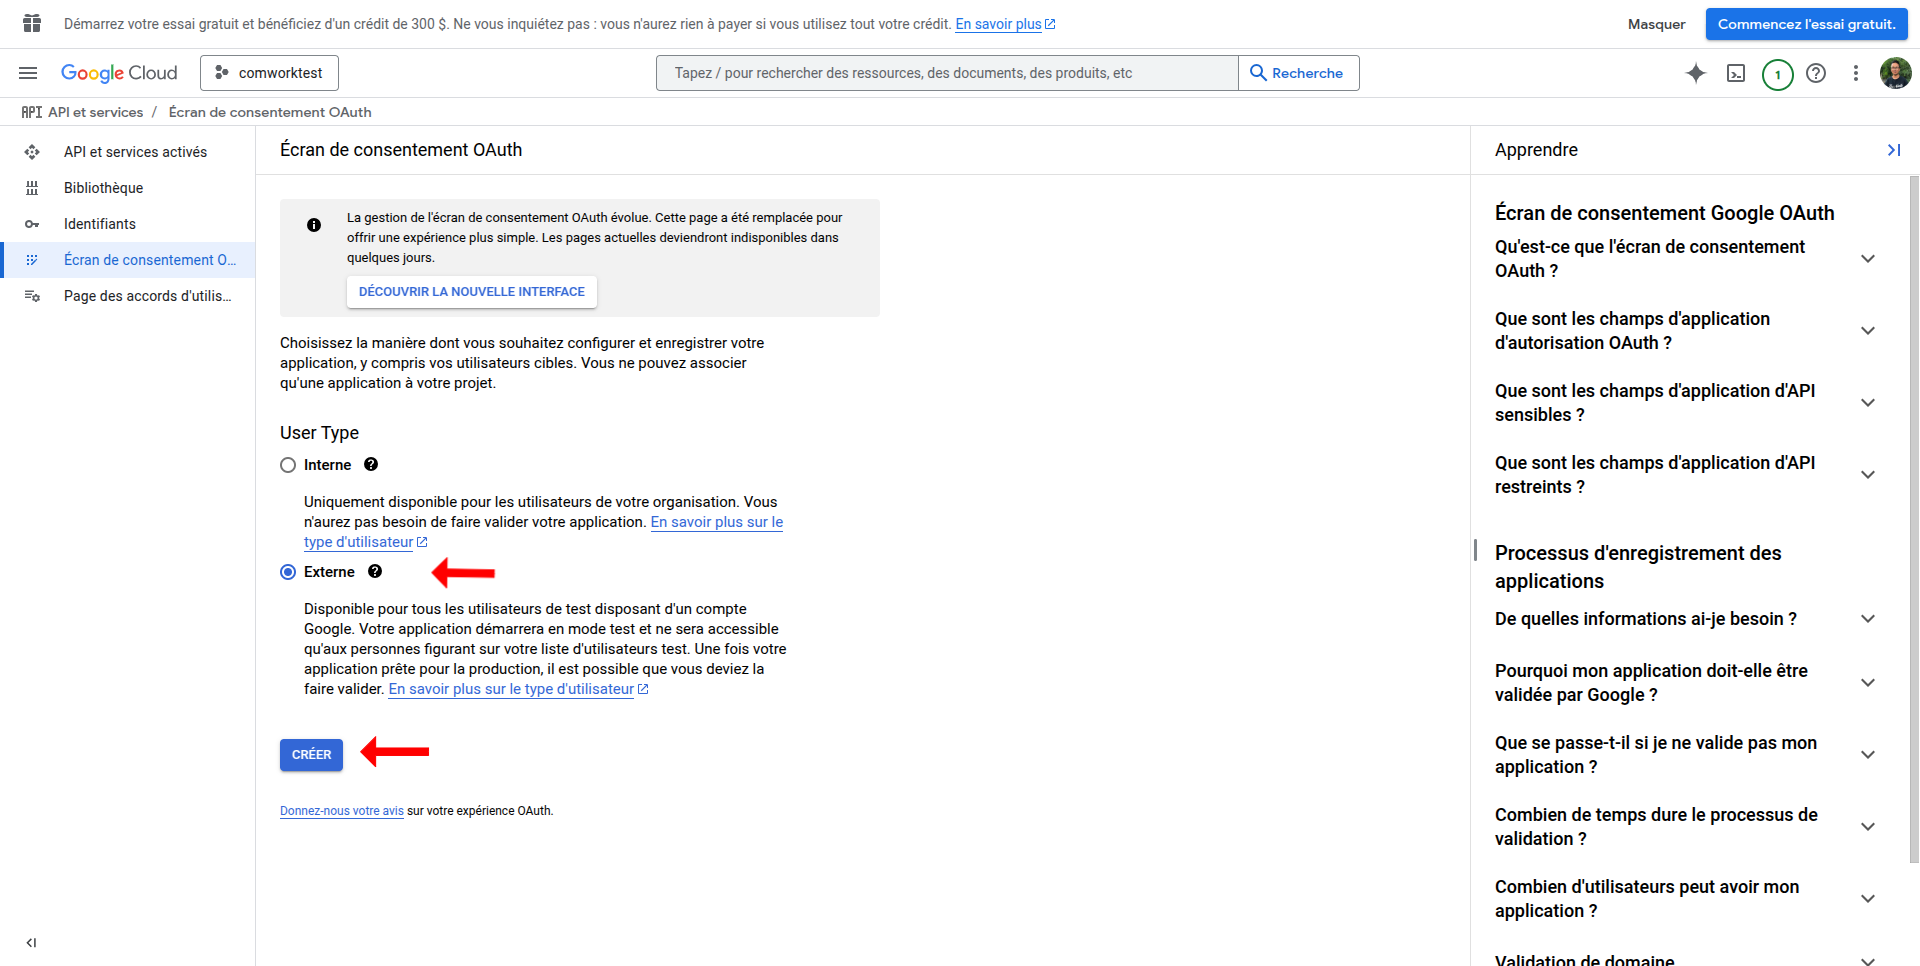 Démarrez votre essai gratuit et bénéficiez d'un crédit de 300 $. Ne vous inquiétez pas : vous n'aurez rien à payer si vous utilisez tout votre crédit. En savoir plus
Masquer
Commencez l'essai gratuit.
Google Cloud
comworktest
Tapez / pour rechercher des ressources, des documents, des produits, etc
Recherche
1
API API et services / Écran de consentement OAuth
API et services activés
Bibliothèque
Identifiants
Écran de consentement O...
Page des accords d'utilis...
Écran de consentement OAuth
La gestion de l'écran de consentement OAuth évolue. Cette page a été remplacée pour
offrir une expérience plus simple. Les pages actuelles deviendront indisponibles dans
quelques jours.
DÉCOUVRIR LA NOUVELLE INTERFACE
Choisissez la manière dont vous souhaitez configurer et enregistrer votre
application, y compris vos utilisateurs cibles. Vous ne pouvez associer
qu'une application à votre projet.
User Type
Interne
Uniquement disponible pour les utilisateurs de votre organisation. Vous
n'aurez pas besoin de faire valider votre application. En savoir plus sur le
type d'utilisateur
Externe
Disponible pour tous les utilisateurs de test disposant d'un compte
Google. Votre application démarrera en mode test et ne sera accessible
qu'aux personnes figurant sur votre liste d'utilisateurs test. Une fois votre
application prête pour la production, il est possible que vous deviez la
faire valider. En savoir plus sur le type d'utilisateur
CRÉER
Donnez-nous votre avis sur votre expérience OAuth.
Apprendre
Écran de consentement Google OAuth
Qu'est-ce que l'écran de consentement
OAuth ?
Que sont les champs d'application
d'autorisation OAuth ?
Que sont les champs d'application d'API
sensibles ?
Que sont les champs d'application d'API
restreints ?
Processus d'enregistrement des
applications
De quelles informations ai-je besoin ?
Pourquoi mon application doit-elle être
validée par Google ?
Que se passe-t-il si je ne valide pas mon
application ?
Combien de temps dure le processus de
validation ?
Combien d'utilisateurs peut avoir mon
application ?
Validation de domaine